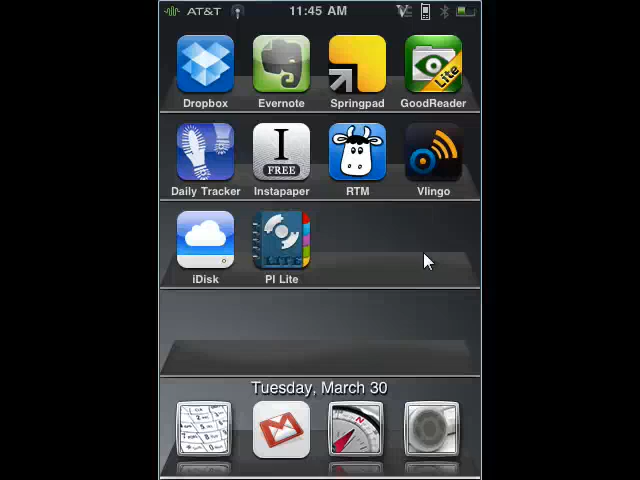 AT&T 11:45 AM
Dropbox Evernote Springpad GoodReader
Lite
Daily Tracker Instapaper RTM Vlingo
I
FREE
iDisk PI Lite
LITE
Tuesday, March 30